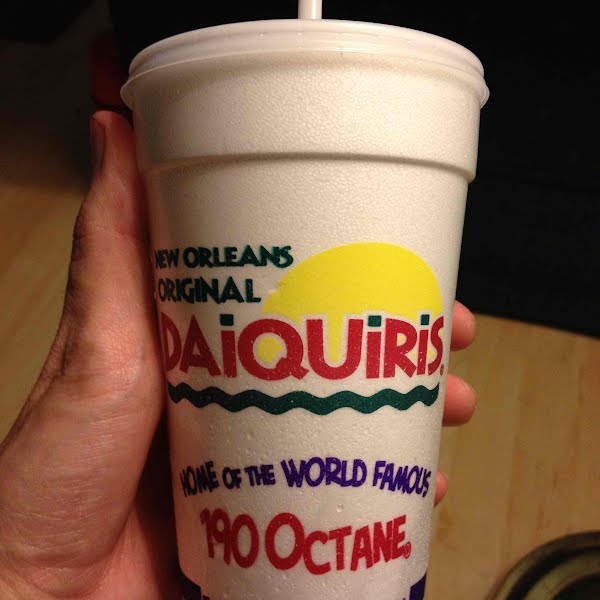 NEW ORLEANS
ORIGINAL
DAiQUiRiS®
HOME OF THE WORLD FAMOUS
190 OCTANE®